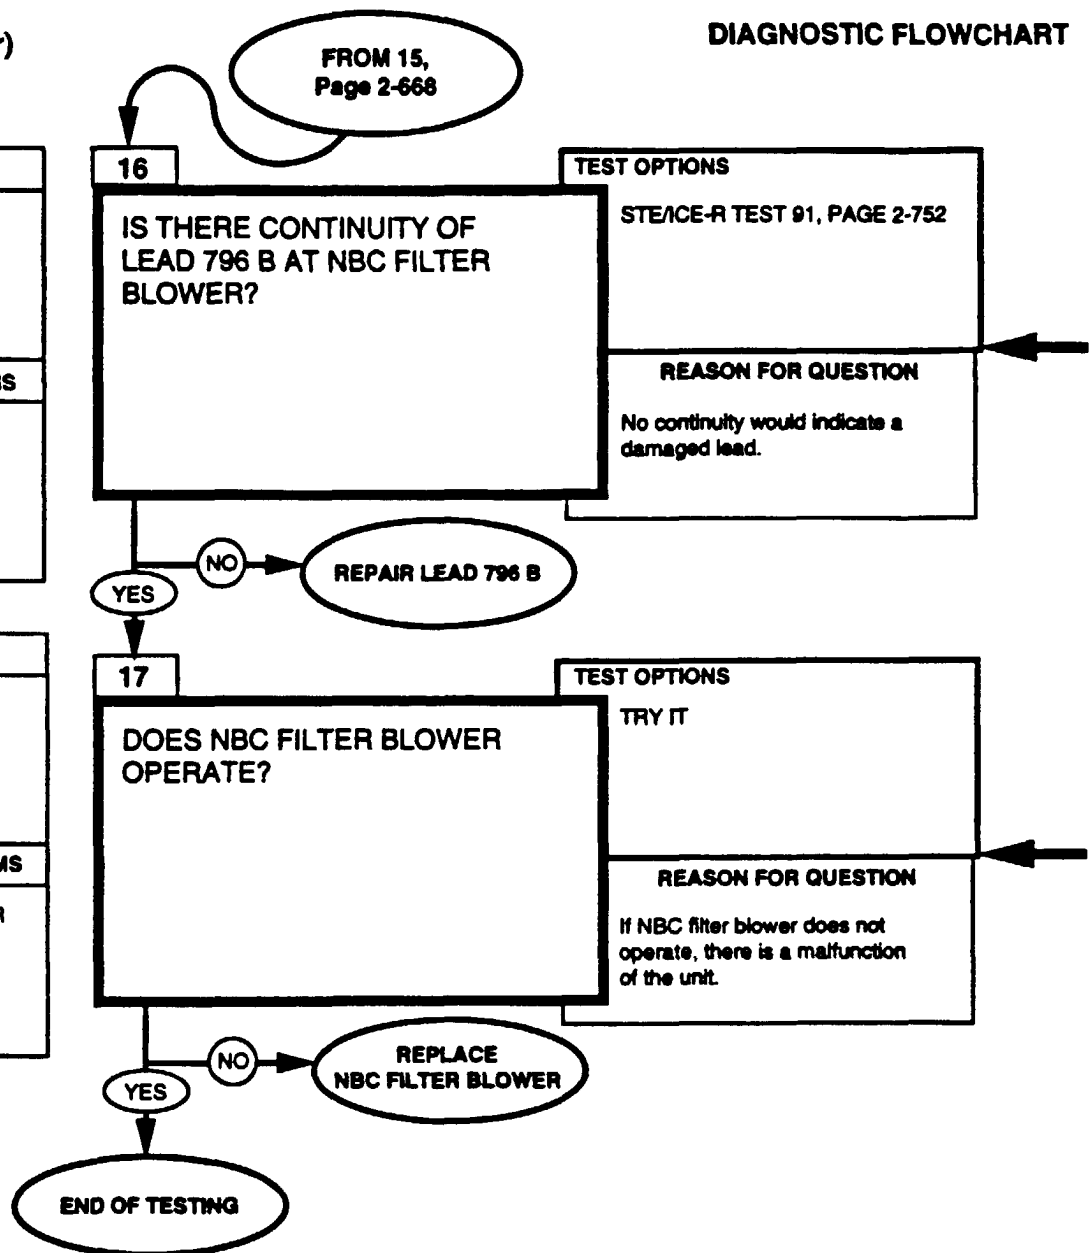 DIAGNOSTIC FLOWCHART
r)
FROM 15,
Page 2-668
16
IS THERE CONTINUITY OF
LEAD 796 B AT NBC FILTER
BLOWER?
TEST OPTIONS
STE/ICE-R TEST 91, PAGE 2-752
REASON FOR QUESTION
No continuity would indicate a
damaged lead.
NO
REPAIR LEAD 796 B
YES
17
DOES NBC FILTER BLOWER
OPERATE?
TEST OPTIONS
TRY IT
REASON FOR QUESTION
If NBC filter blower does not
operate, there is a malfunction
of the unit.
NO
REPLACE
NBC FILTER BLOWER
YES
END OF TESTING
MS
R